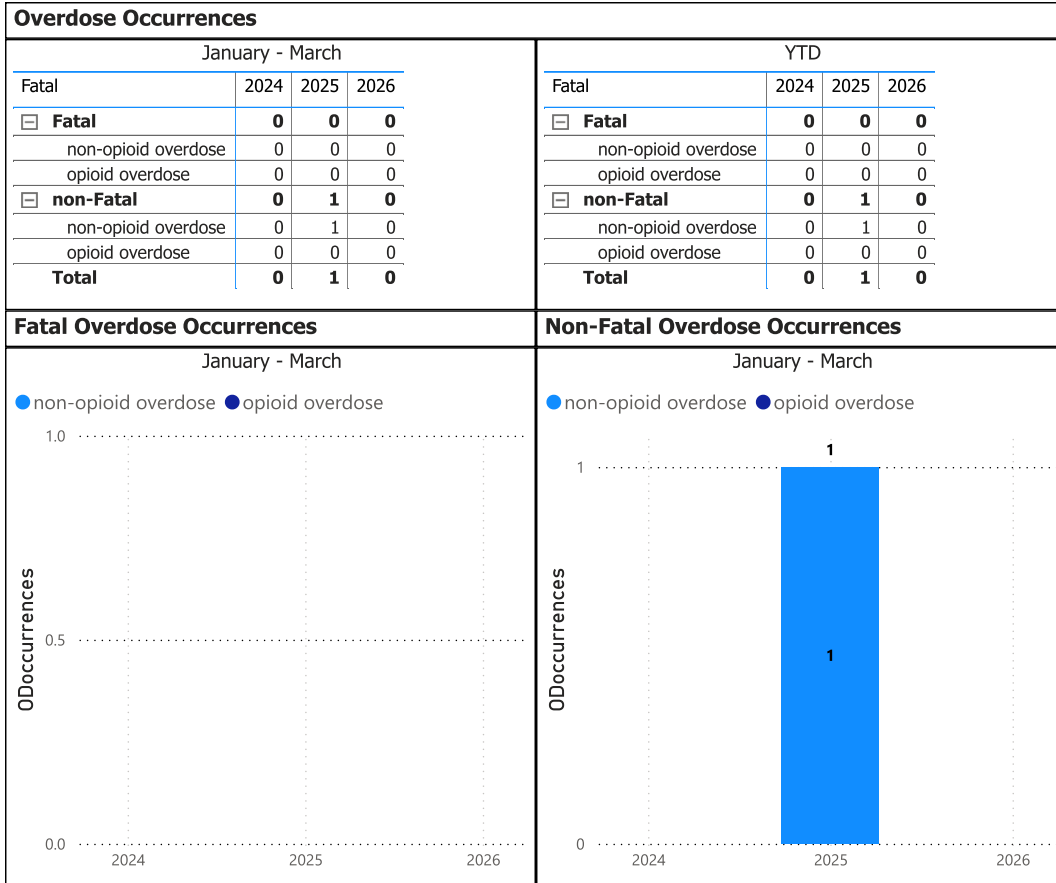 Overdose Occurrences
January - March
Fatal 2024 2025 2026
Fatal 0 0 0
non-opioid overdose 0 0 0
opioid overdose 0 0 0
non-Fatal 0 1 0
non-opioid overdose 0 1 0
opioid overdose 0 0 0
Total 0 1 0
YTD
Fatal 2024 2025 2026
Fatal 0 0 0
non-opioid overdose 0 0 0
opioid overdose 0 0 0
non-Fatal 0 1 0
non-opioid overdose 0 1 0
opioid overdose 0 0 0
Total 0 1 0
Fatal Overdose Occurrences
January - March
non-opioid overdose opioid overdose
1.0
0.5
0.0
ODoccurrences
2024 2025 2026
Non-Fatal Overdose Occurrences
January - March
non-opioid overdose opioid overdose
1
1
1
0
ODoccurrences
2024 2025 2026